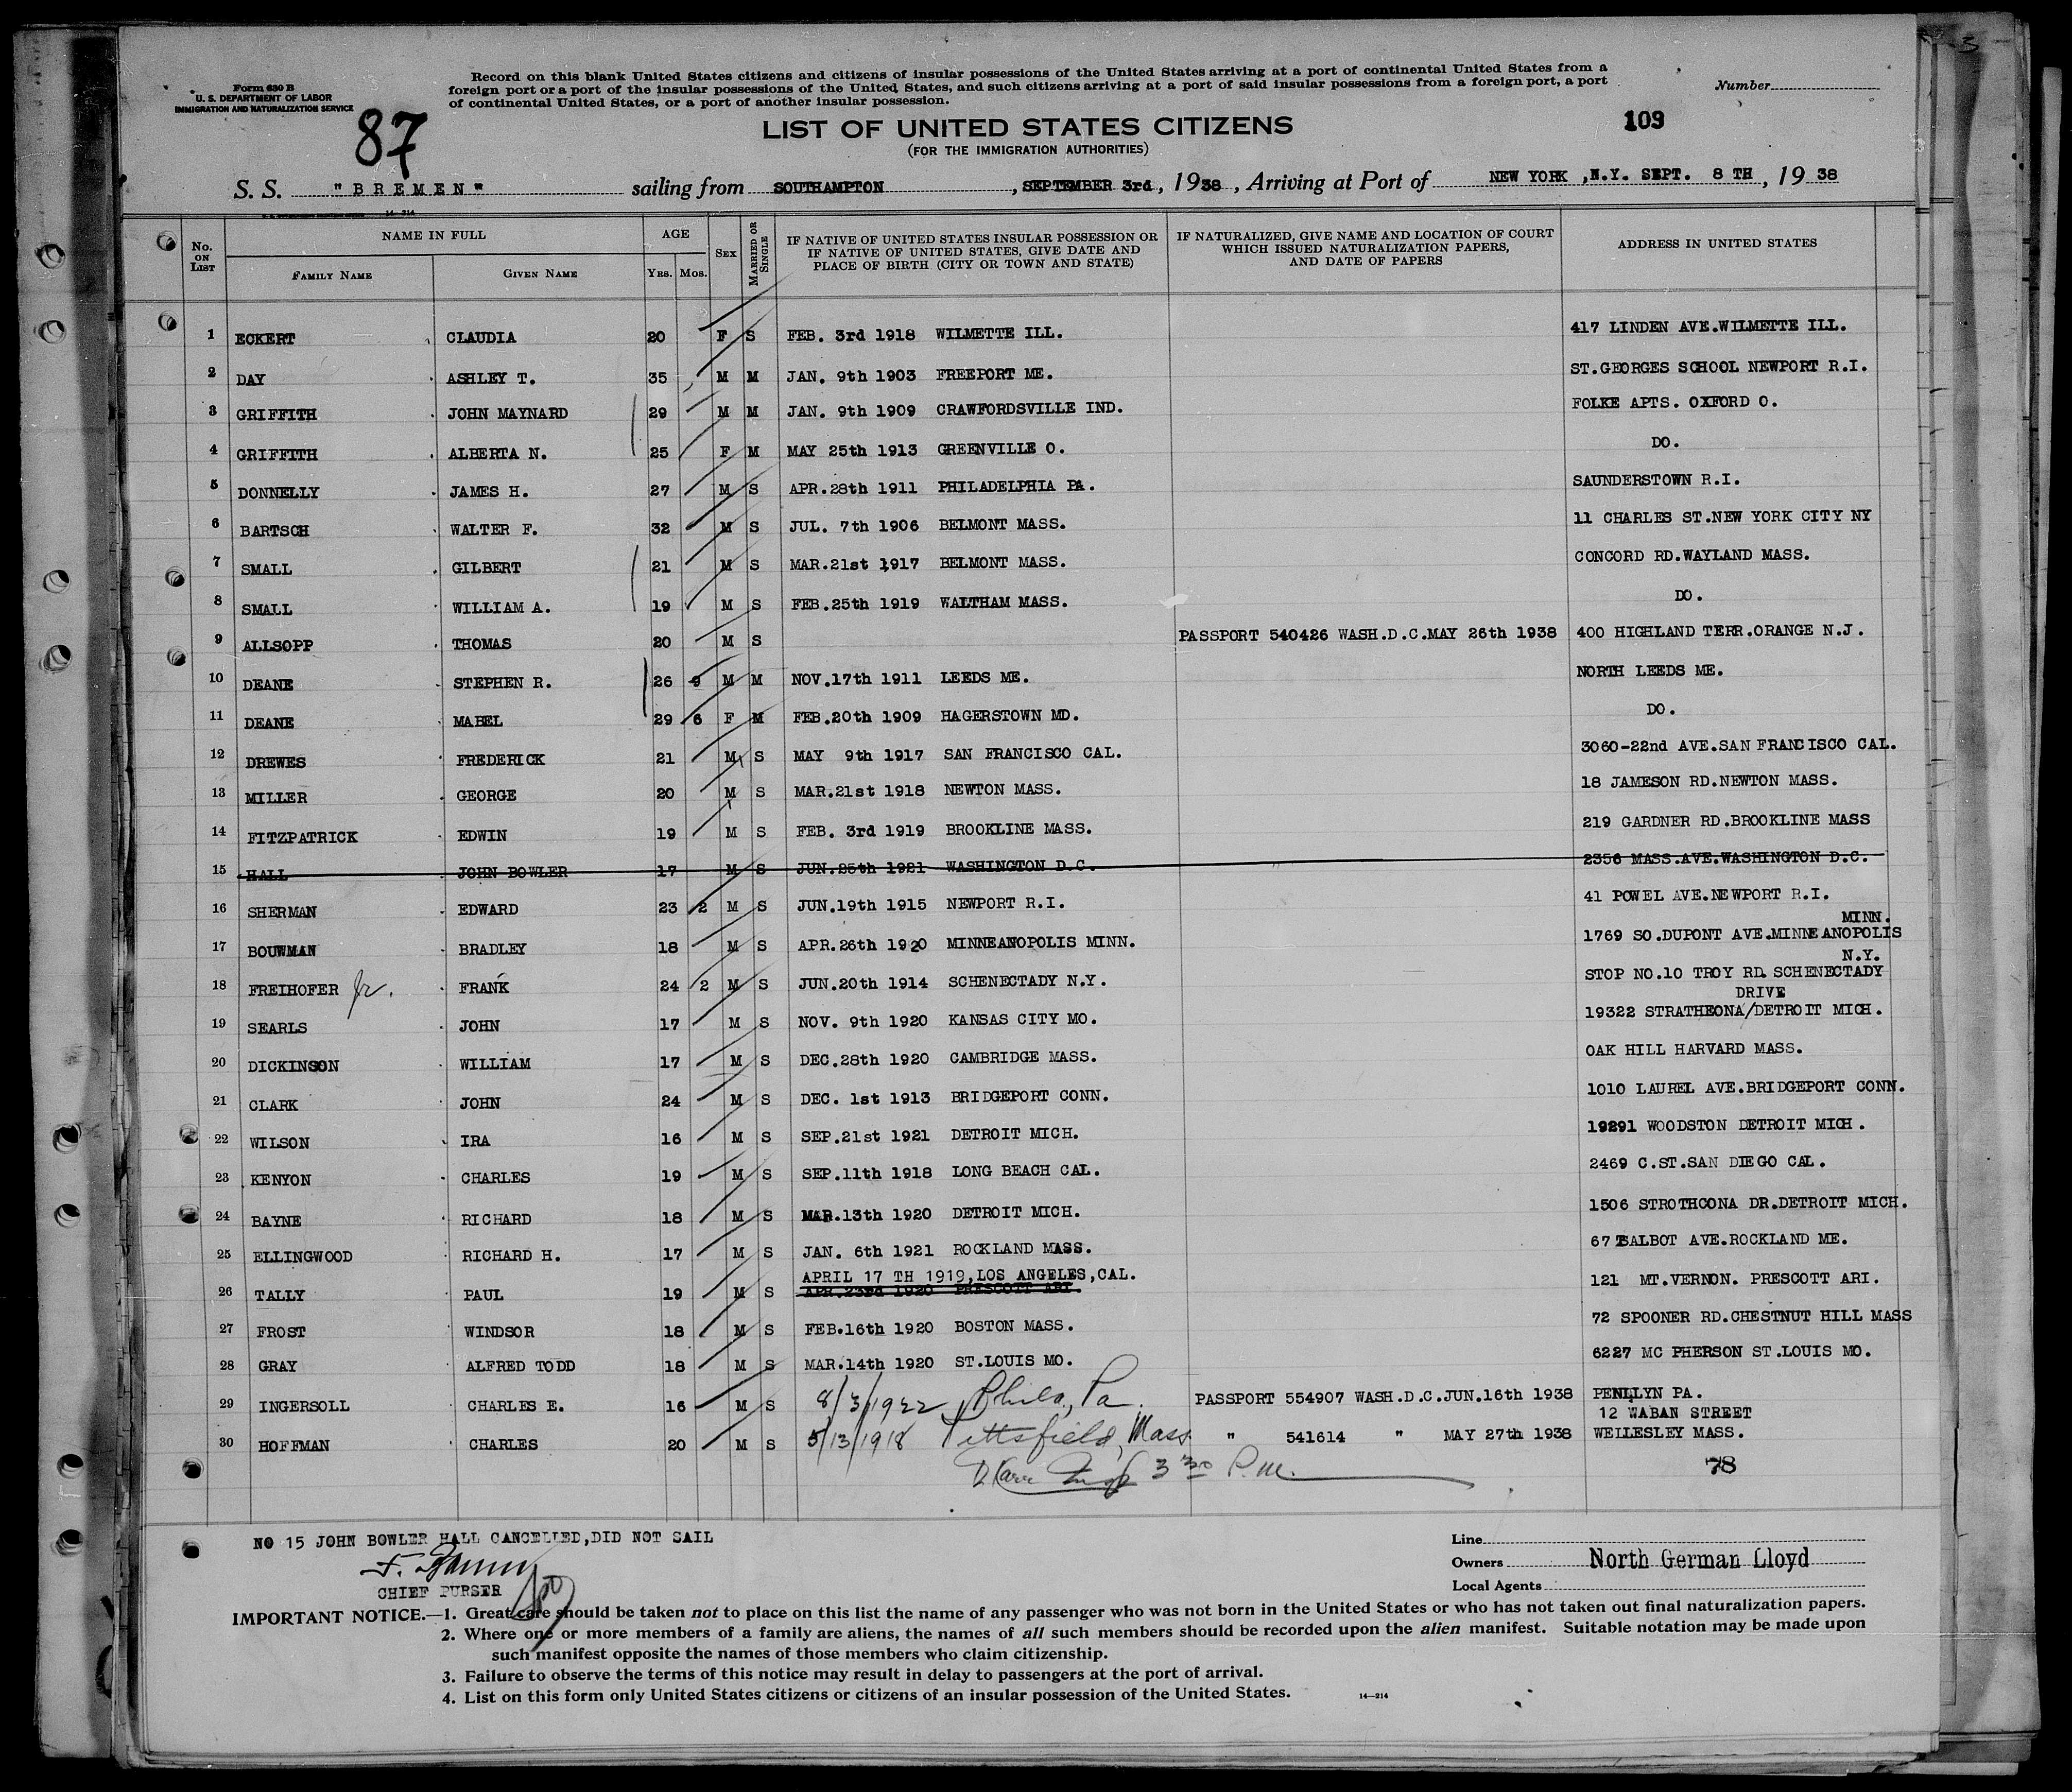 Form 630 B
U. S. DEPARTMENT OF LABOR
IMMIGRATION AND NATURALIZATION SERVICE
Record on this blank United States citizens and citizens of insular possessions of the United States arriving at a port of continental United States from a
foreign port or a port of the insular possessions of the United States, and such citizens arriving at a port of said insular possessions from a foreign port, a port
of continental United States, or a port of another insular possession.
Number
87
109
LIST OF UNITED STATES CITIZENS
(FOR THE IMMIGRATION AUTHORITIES)
S. S. "BREMEN" sailing from SOUTHAMPTON, SEPTEMBER 3rd, 1938, Arriving at Port of NEW YORK, N.Y. SEPT. 8 TH, 1938
14—214
No. ON LIST
NAME IN FULL
FAMILY NAME GIVEN NAME
AGE
YRS. MOS.
SEX
MARRIED OR SINGLE
IF NATIVE OF UNITED STATES INSULAR POSSESSION OR
IF NATIVE OF UNITED STATES, GIVE DATE AND
PLACE OF BIRTH (CITY OR TOWN AND STATE)
IF NATURALIZED, GIVE NAME AND LOCATION OF COURT
WHICH ISSUED NATURALIZATION PAPERS,
AND DATE OF PAPERS
ADDRESS IN UNITED STATES
1 ECKERT CLAUDIA 20 F S FEB. 3rd 1918 WILMETTE ILL. 417 LINDEN AVE.WILMETTE ILL.
2 DAY ASHLEY T. 35 M M JAN. 9th 1903 FREEPORT ME. ST.GEORGES SCHOOL NEWPORT R.I.
3 GRIFFITH JOHN MAYNARD 29 M M JAN. 9th 1909 CRAWFORDSVILLE IND. FOLKE APTS. OXFORD O.
4 GRIFFITH ALBERTA N. 25 F M MAY 25th 1913 GREENVILLE O. DO.
5 DONNELLY JAMES H. 27 M S APR.28th 1911 PHILADELPHIA PA. SAUNDERSTOWN R.I.
6 BARTSCH WALTER F. 32 M S JUL. 7th 1906 BELMONT MASS. 11 CHARLES ST.NEW YORK CITY NY
7 SMALL GILBERT 21 M S MAR.21st 1917 BELMONT MASS. CONCORD RD.WAYLAND MASS.
8 SMALL WILLIAM A. 19 M S FEB.25th 1919 WALTHAM MASS. DO.
9 ALLSOPP THOMAS 20 M S PASSPORT 540426 WASH.D.C.MAY 26th 1938 400 HIGHLAND TERR.ORANGE N.J.
10 DEANE STEPHEN R. 26 9 M M NOV.17th 1911 LEEDS ME. NORTH LEEDS ME.
11 DEANE MABEL 29 6 F M FEB.20th 1909 HAGERSTOWN MD. DO.
12 DREWES FREDERICK 21 M S MAY 9th 1917 SAN FRANCISCO CAL. 3060-22nd AVE.SAN FRANCISCO CAL.
13 MILLER GEORGE 20 M S MAR.21st 1918 NEWTON MASS. 18 JAMESON RD.NEWTON MASS.
14 FITZPATRICK EDWIN 19 M S FEB. 3rd 1919 BROOKLINE MASS. 219 GARDNER RD.BROOKLINE MASS
15 HALL JOHN BOWLER 17 M S JUN.25th 1921 WASHINGTON D.C. 2356 MASS.AVE.WASHINGTON D.C.
16 SHERMAN EDWARD 23 2 M S JUN.19th 1915 NEWPORT R.I. 41 POWEL AVE.NEWPORT R.I.
MINN.
17 BOUWMAN BRADLEY 18 M S APR.26th 1920 MINNEANOPOLIS MINN. 1769 SO.DUPONT AVE.MINNEANOPOLIS
N.Y.
18 FREIHOFER Jr. FRANK 24 2 M S JUN.20th 1914 SCHENECTADY N.Y. STOP NO.10 TROY RD. SCHENECTADY
DRIVE
19 SEARLS JOHN 17 M S NOV. 9th 1920 KANSAS CITY MO. 19322 STRATHEONA/DETROIT MICH.
20 DICKINSON WILLIAM 17 M S DEC.28th 1920 CAMBRIDGE MASS. OAK HILL HARVARD MASS.
21 CLARK JOHN 24 M S DEC. 1st 1913 BRIDGEPORT CONN. 1010 LAUREL AVE.BRIDGEPORT CONN.
22 WILSON IRA 16 M S SEP.21st 1921 DETROIT MICH. 19291 WOODSTON DETROIT MICH.
23 KENYON CHARLES 19 M S SEP.11th 1918 LONG BEACH CAL. 2469 C.ST.SAN DIEGO CAL.
24 BAYNE RICHARD 18 M S MAR.13th 1920 DETROIT MICH. 1506 STROTHCONA DR.DETROIT MICH.
25 ELLINGWOOD RICHARD H. 17 M S JAN. 6th 1921 ROCKLAND MASS. 67 TALBOT AVE.ROCKLAND ME.
APRIL 17 TH 1919,LOS ANGELES,CAL.
26 TALLY PAUL 19 M S APR.23rd 1920 PRESCOTT ARI. 121 MT.VERNON. PRESCOTT ARI.
27 FROST WINDSOR 18 M S FEB.16th 1920 BOSTON MASS. 72 SPOONER RD.CHESTNUT HILL MASS
28 GRAY ALFRED TODD 18 M S MAR.14th 1920 ST.LOUIS MO. 6227 MC PHERSON ST.LOUIS MO.
29 INGERSOLL CHARLES E. 16 M S 8/3/1922 Phila, Pa. PASSPORT 554907 WASH.D.C.JUN.16th 1938 PENLLYN PA.
12 WABAN STREET
30 HOFFMAN CHARLES 20 M S 5/13/1918 Pittsfield, Mass " 541614 " MAY 27th 1938 WELLESLEY MASS.
3 30 P.M.
78
NO 15 JOHN BOWLER HALL CANCELLED,DID NOT SAIL
CHIEF PURSER
Line
Owners North German Lloyd
Local Agents
IMPORTANT NOTICE.—1. Great care should be taken not to place on this list the name of any passenger who was not born in the United States or who has not taken out final naturalization papers.
2. Where one or more members of a family are aliens, the names of all such members should be recorded upon the alien manifest. Suitable notation may be made upon
such manifest opposite the names of those members who claim citizenship.
3. Failure to observe the terms of this notice may result in delay to passengers at the port of arrival.
4. List on this form only United States citizens or citizens of an insular possession of the United States.
14—214